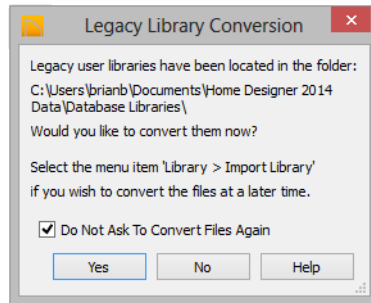 Legacy Library Conversion
Legacy user libraries have been located in the folder:
C:\Users\brianb\Documents\Home Designer 2014
Data\Database Libraries\
Would you like to convert them now?
Select the menu item 'Library > Import Library'
if you wish to convert the files at a later time.
Do Not Ask To Convert Files Again
Yes No Help